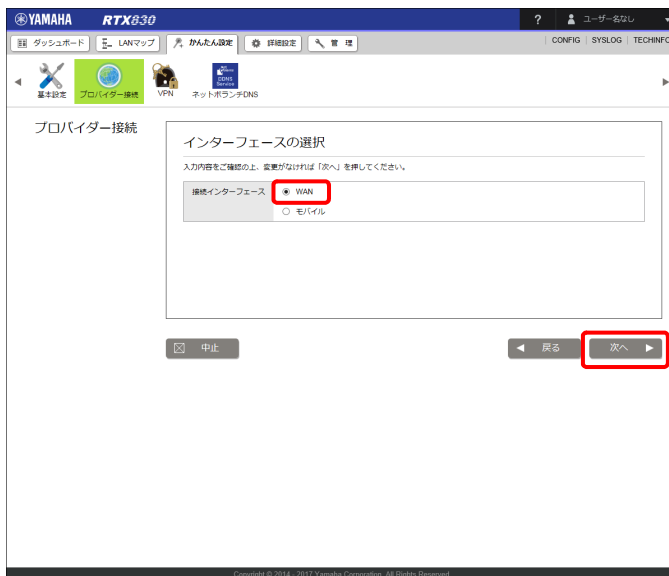 YAMAHA RTX830 ? ユーザー名なし
ダッシュボード LANマップ かんたん設定 詳細設定 管理 CONFIG SYSLOG TECHINFO
基本設定 プロバイダー接続 VPN ネットボランチDNS
プロバイダー接続
インターフェースの選択
入力内容をご確認の上、変更がなければ「次へ」を押してください。
接続インターフェース WAN
モバイル
中止 戻る 次へ
Copyright © 2014 - 2017 Yamaha Corporation. All Rights Reserved.